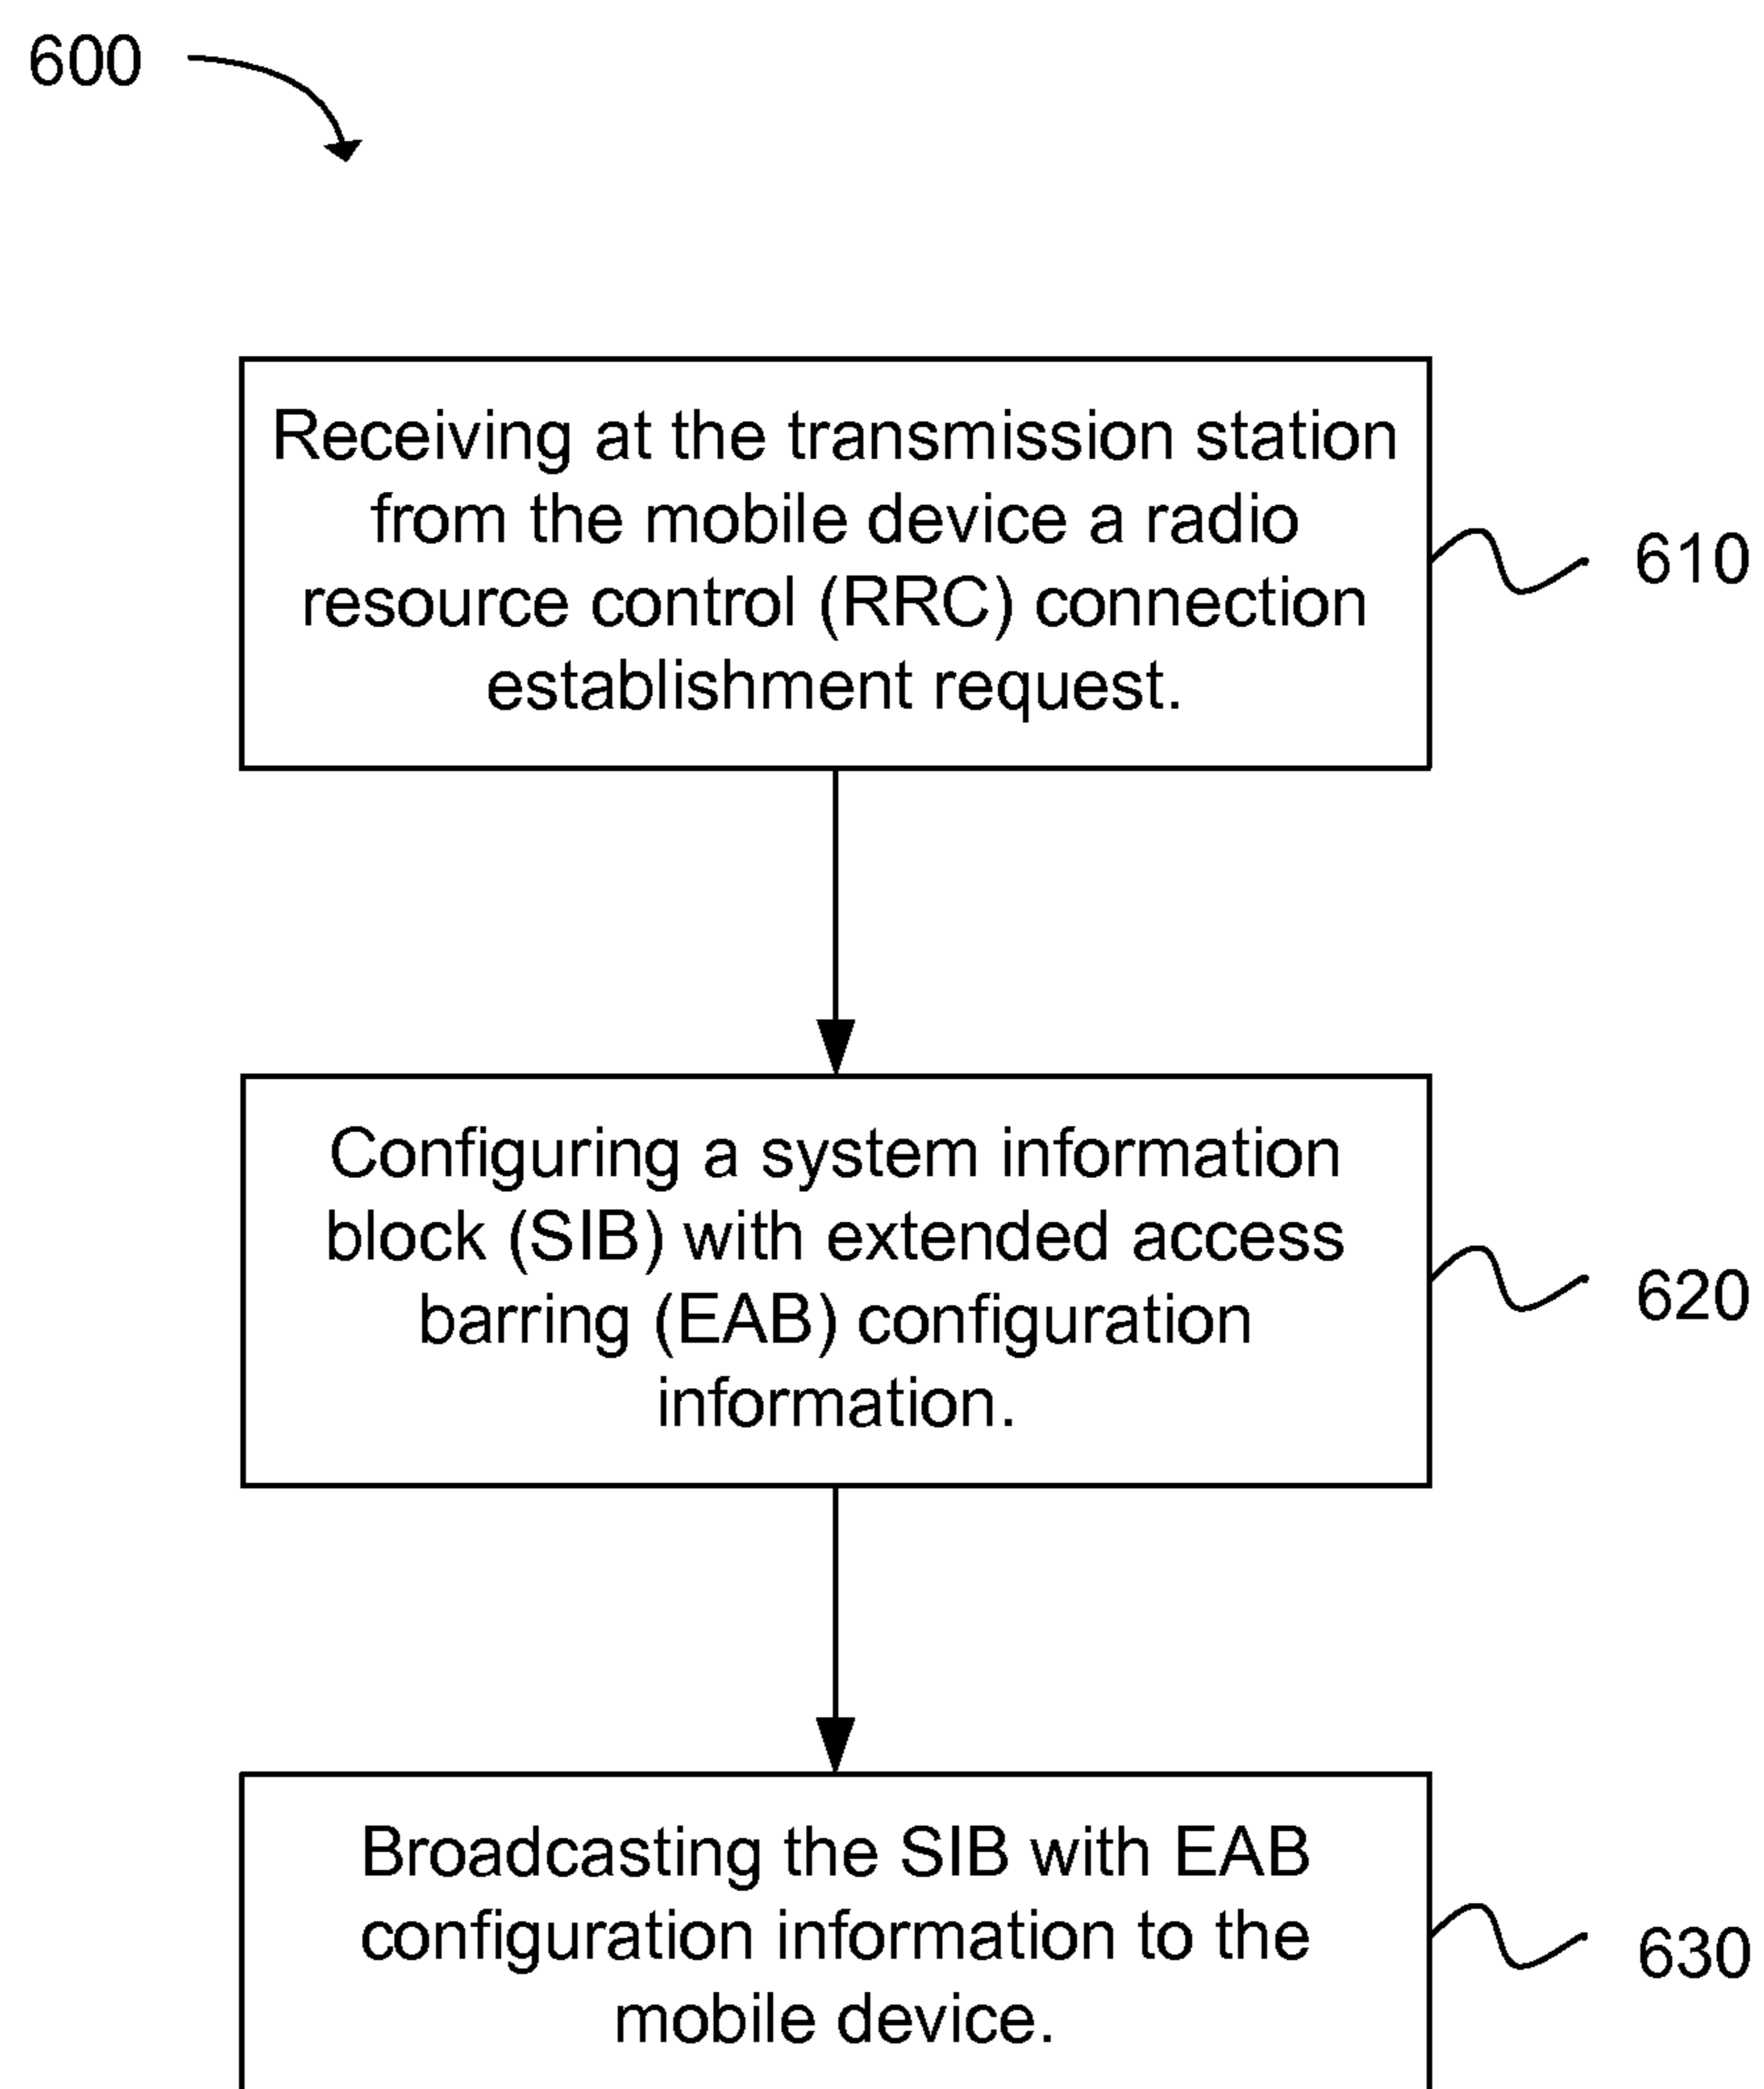 600
Receiving at the transmission station
from the mobile device a radio
resource control (RRC) connection
establishment request.
610
Configuring a system information
block (SIB) with extended access
barring (EAB) configuration
information.
620
Broadcasting the SIB with EAB
configuration information to the
mobile device.
630